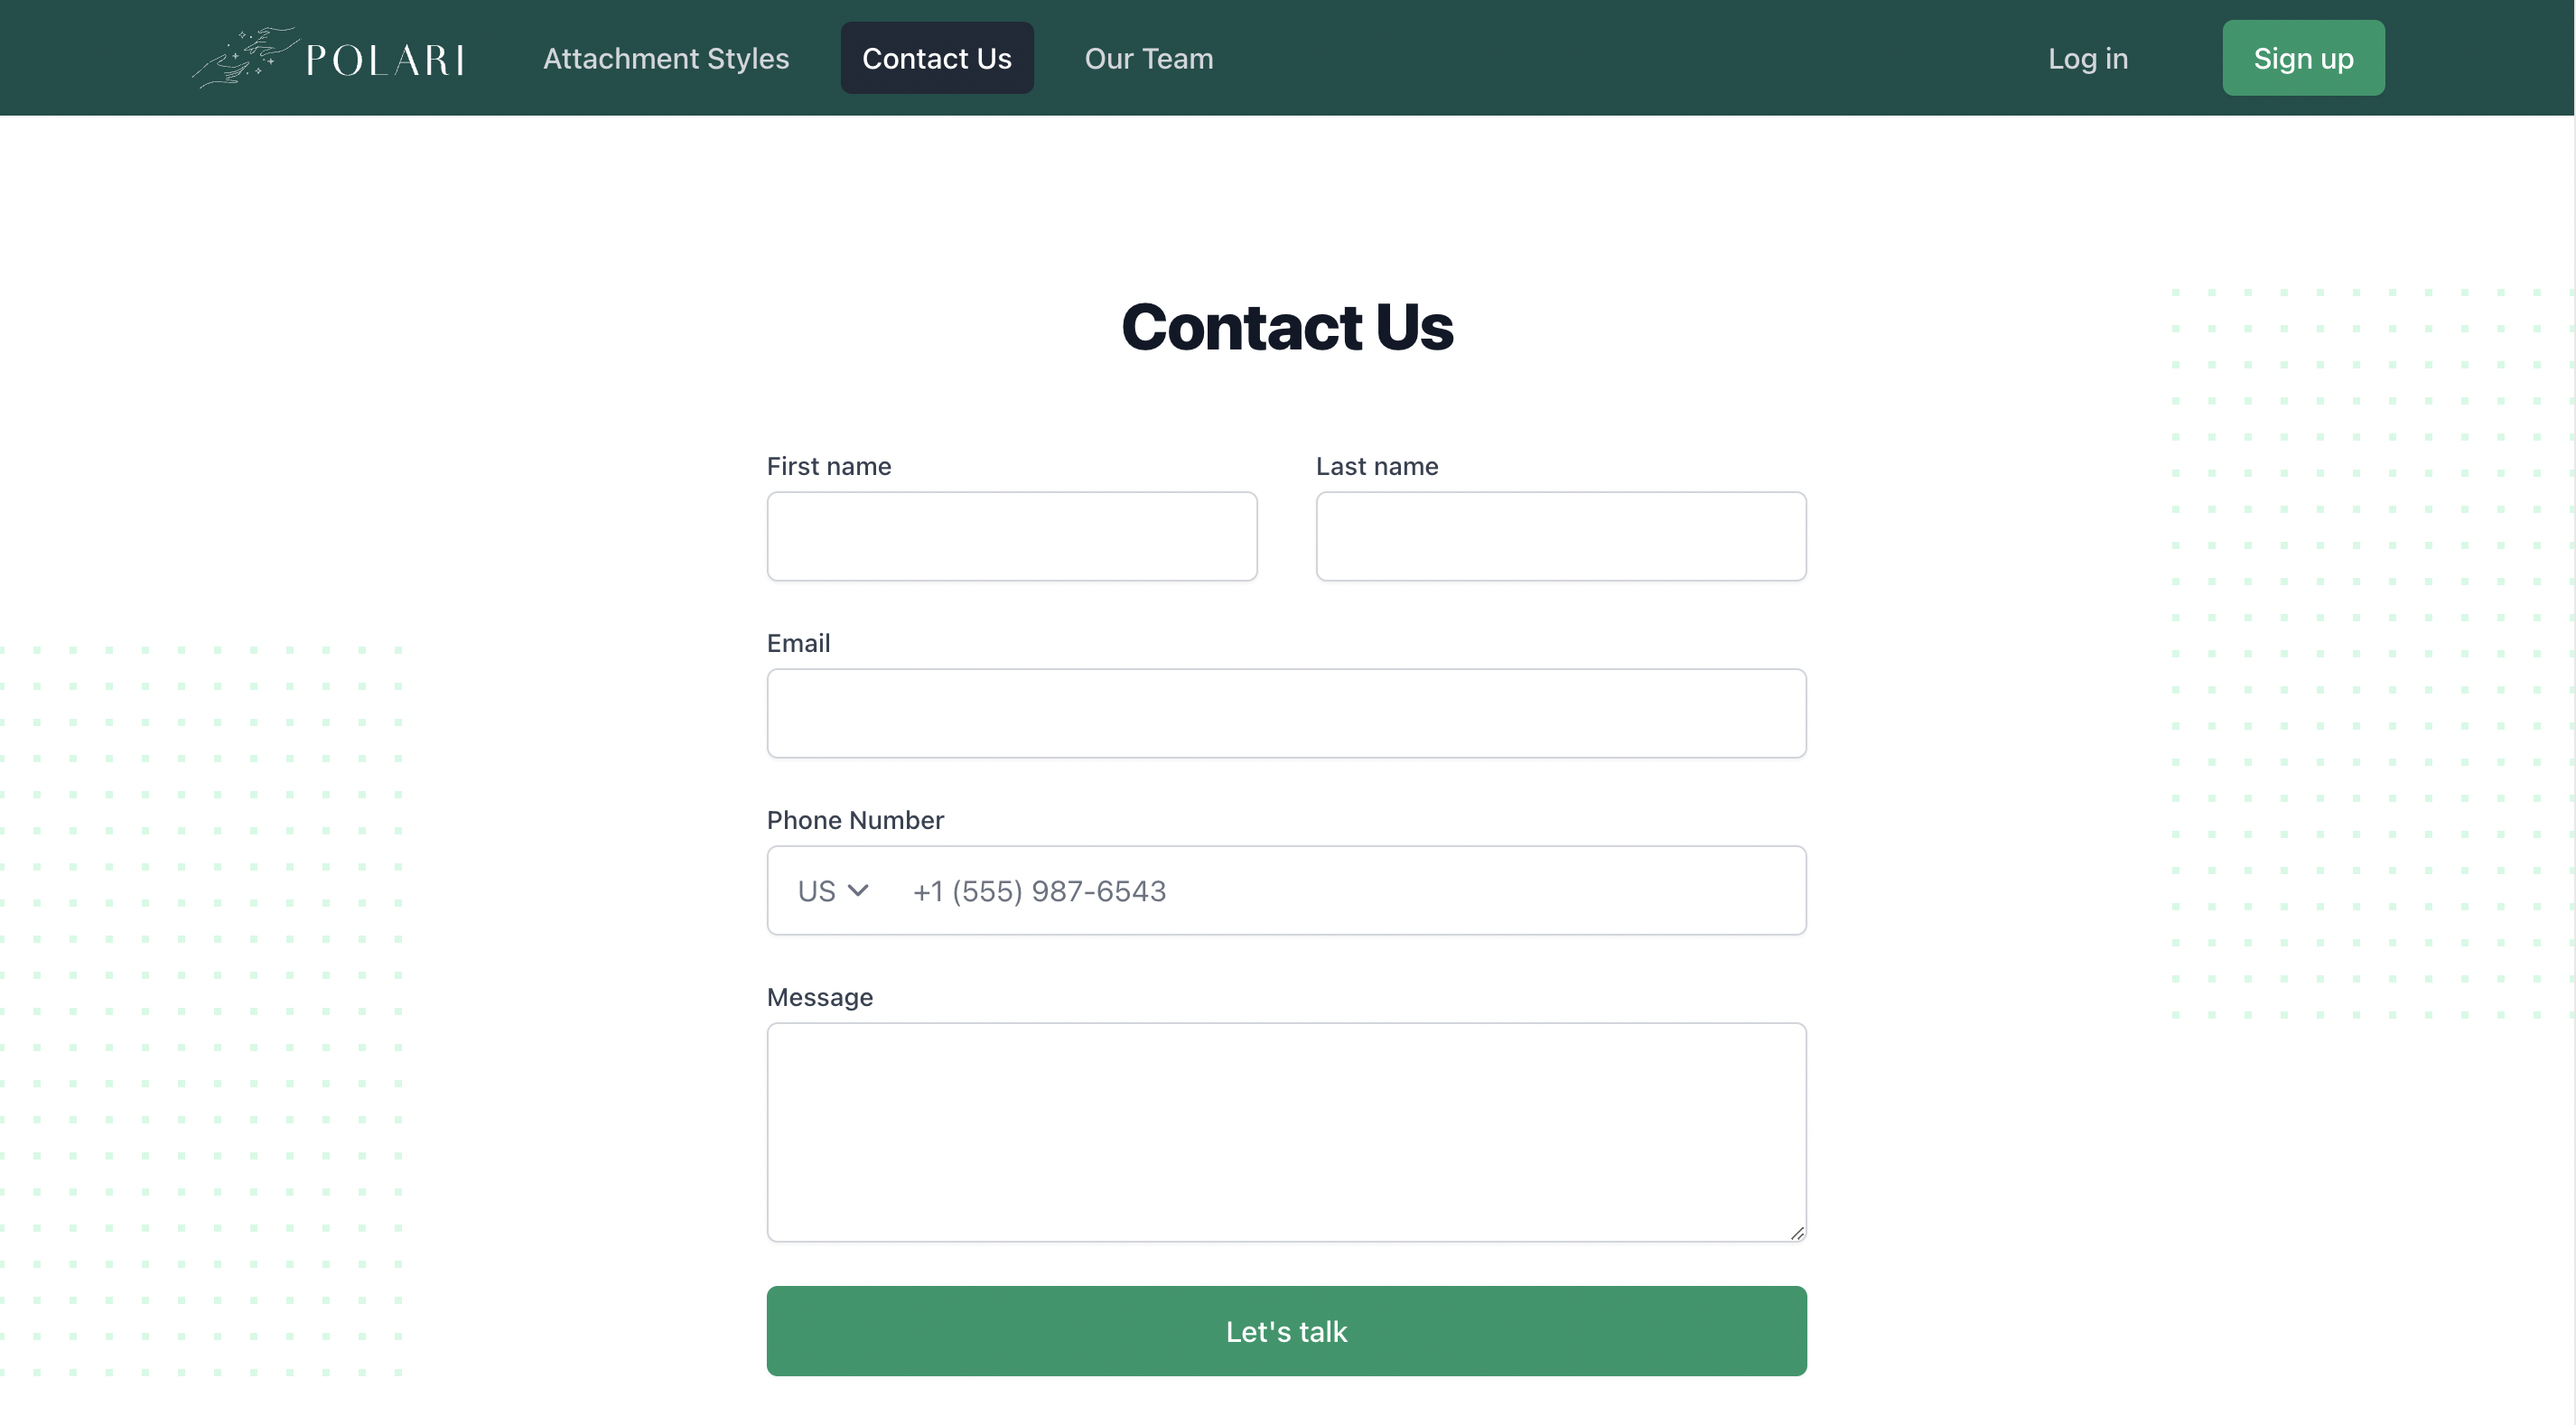 POLARI
Attachment Styles
Contact Us
Our Team
Log in
Sign up
Contact Us
First name
Last name
Email
Phone Number
US
+1 (555) 987-6543
Message
Let's talk